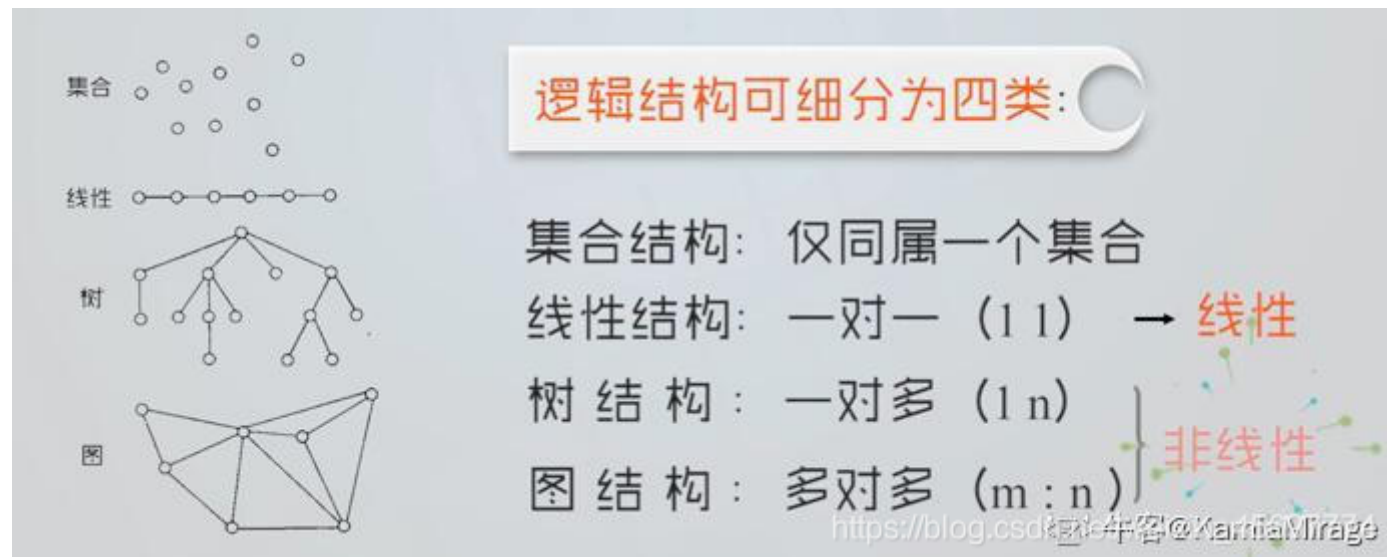 集合
线性
树
图
逻辑结构可细分为四类:
集合结构: 仅同属一个集合
线性结构: 一对一 (1 1) → 线性
树 结 构 : 一对多 (1 n)
图 结 构 : 多对多 (m : n)
非线性
https://blog.csd
牛客@KamiaMirage